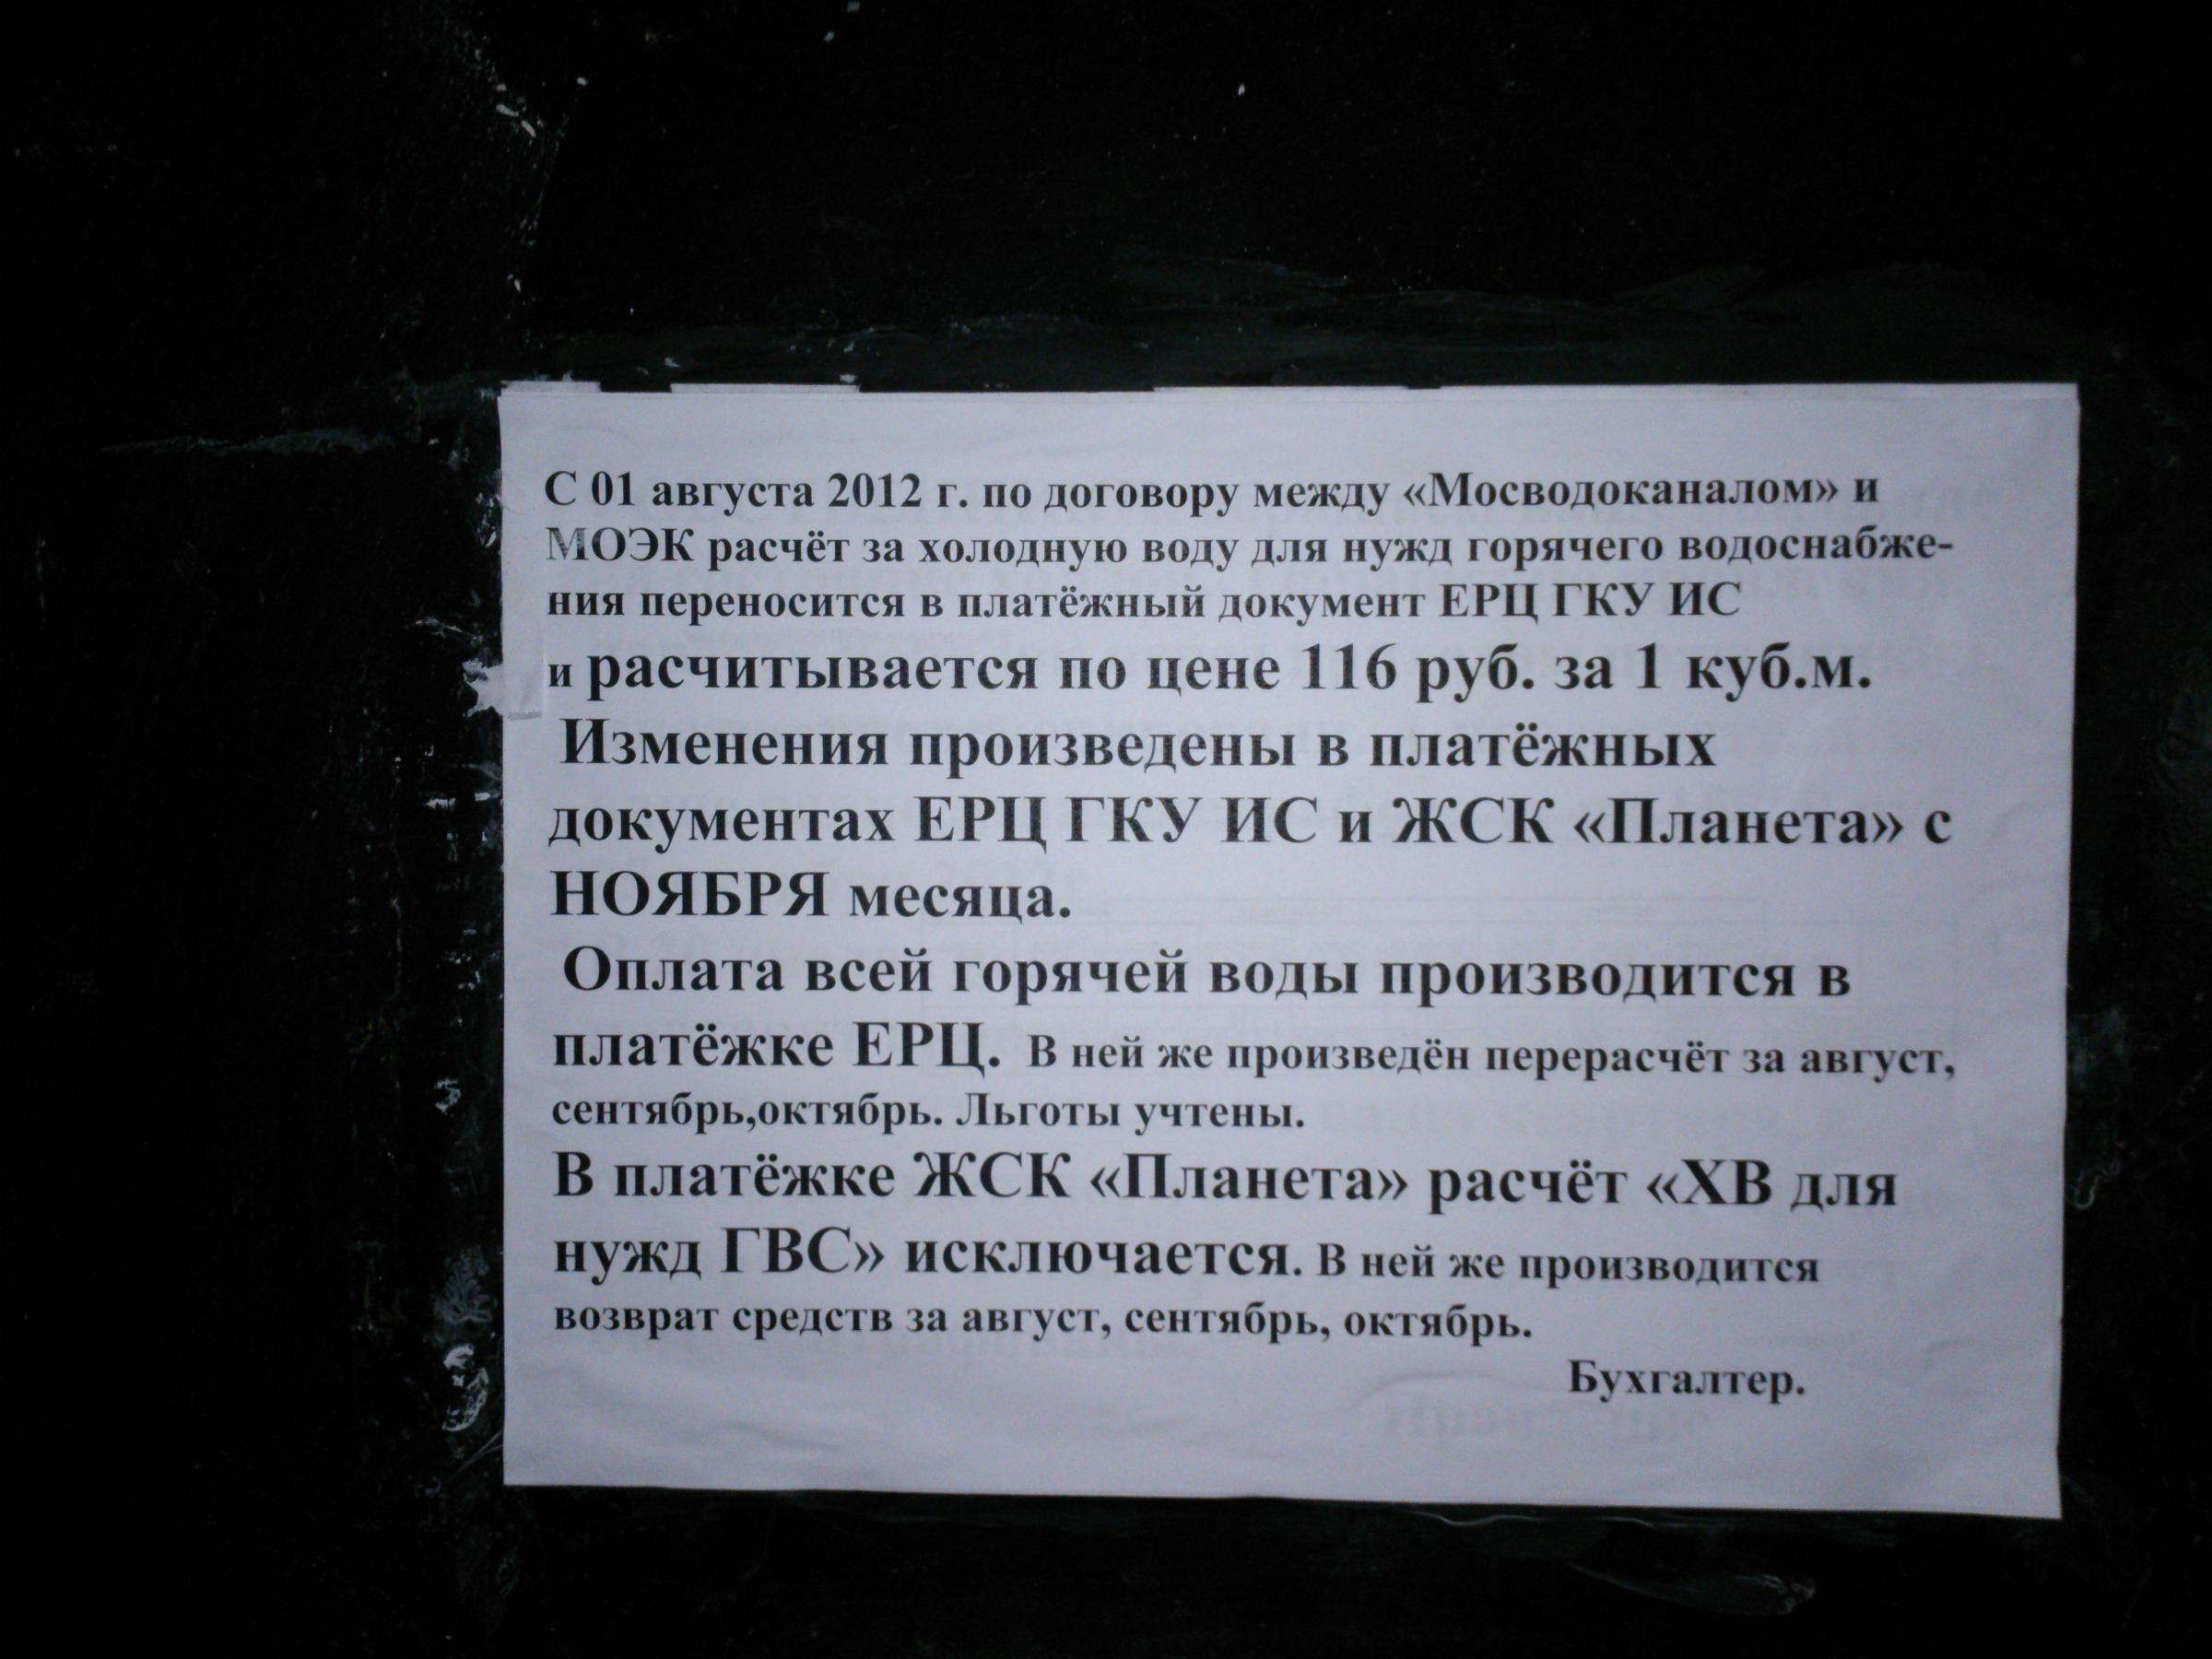 С 01 августа 2012 г. по договору между «Мосводоканалом» и
МОЭК расчёт за холодную воду для нужд горячего водоснабже-
ния переносится в платёжный документ ЕРЦ ГКУ ИС
и расчитывается по цене 116 руб. за 1 куб.м.
Изменения произведены в платёжных
документах ЕРЦ ГКУ ИС и ЖСК «Планета» с
НОЯБРЯ месяца.
Оплата всей горячей воды производится в
платёжке ЕРЦ. В ней же произведён перерасчёт за август,
сентябрь,октябрь. Льготы учтены.
В платёжке ЖСК «Планета» расчёт «ХВ для
нужд ГВС» исключается. В ней же производится
возврат средств за август, сентябрь, октябрь.
Бухгалтер.